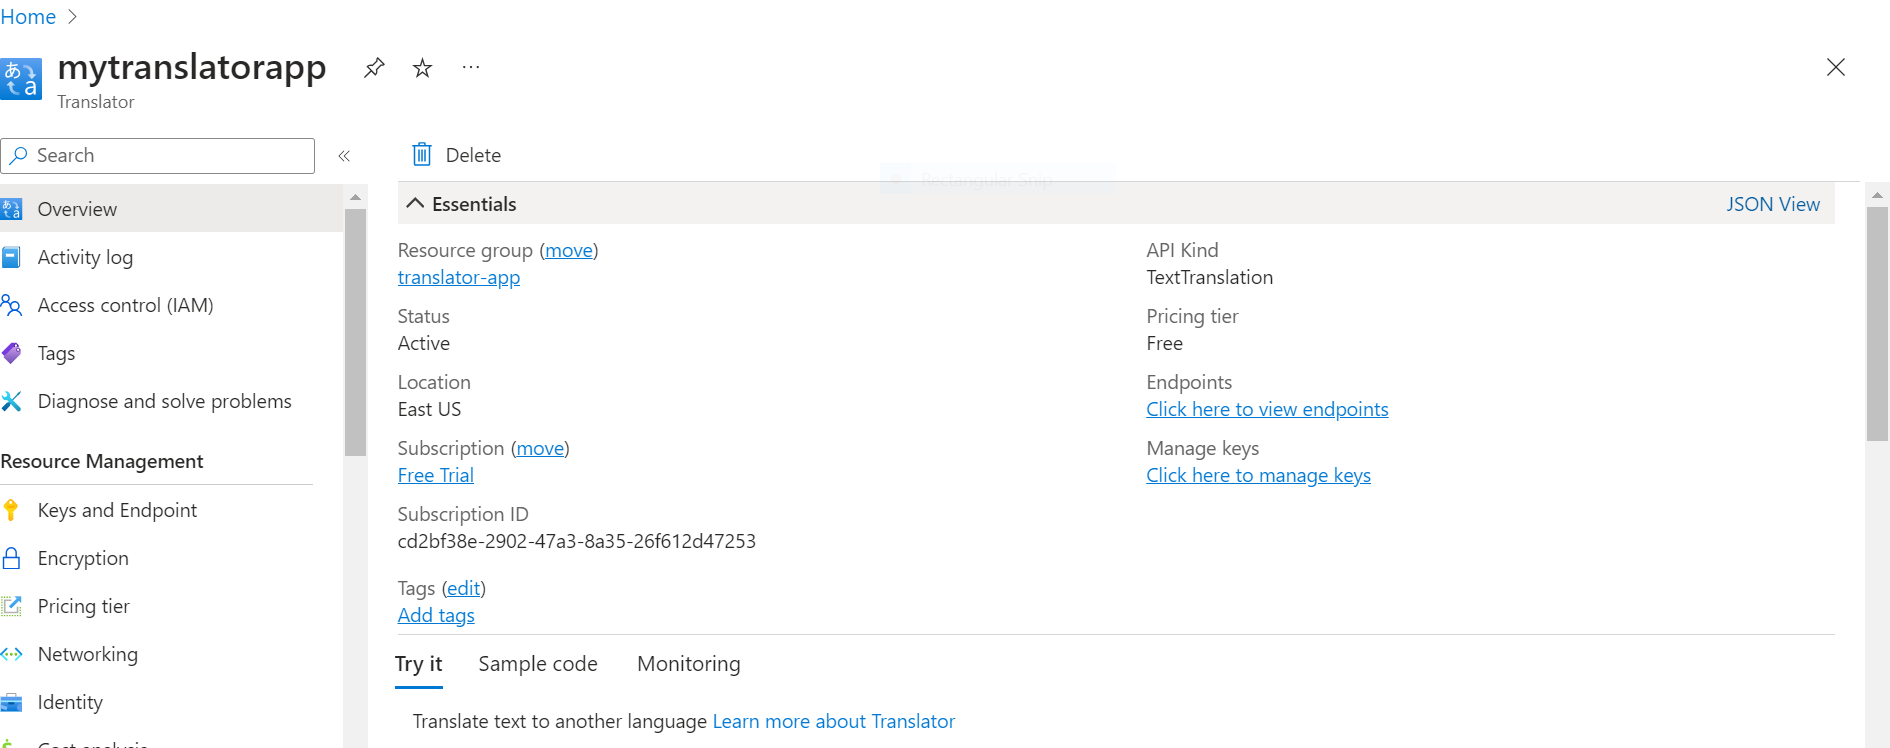 Home
mytranslatorapp
Translator
Search
Overview
Activity log
Access control (IAM)
Tags
Diagnose and solve problems
Resource Management
Keys and Endpoint
Encryption
Pricing tier
Networking
Identity
Cost analysis
Delete
Rectangular Snip
Essentials
JSON View
Resource group (move)
translator-app
Status
Active
Location
East US
Subscription (move)
Free Trial
Subscription ID
cd2bf38e-2902-47a3-8a35-26f612d47253
Tags (edit)
Add tags
API Kind
TextTranslation
Pricing tier
Free
Endpoints
Click here to view endpoints
Manage keys
Click here to manage keys
Try it
Sample code
Monitoring
Translate text to another language Learn more about Translator